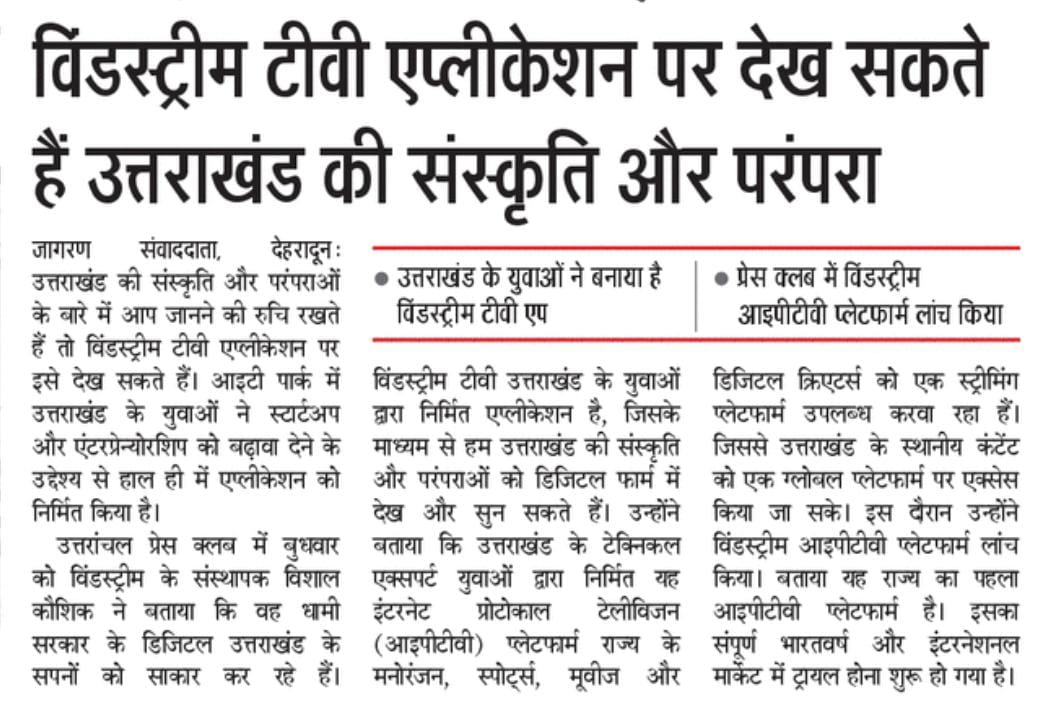 विंडस्ट्रीम टीवी एप्लीकेशन पर देख सकते
हैं उत्तराखंड की संस्कृति और परंपरा
जागरण संवाददाता, देहरादून:
उत्तराखंड की संस्कृति और परंपराओं
के बारे में आप जानने की रुचि रखते
हैं तो विंडस्ट्रीम टीवी एप्लीकेशन पर
इसे देख सकते हैं। आइटी पार्क में
उत्तराखंड के युवाओं ने स्टार्टअप
और एंटरप्रेन्योरशिप को बढ़ावा देने के
उद्देश्य से हाल ही में एप्लीकेशन को
निर्मित किया है।
उत्तरांचल प्रेस क्लब में बुधवार
को विंडस्ट्रीम के संस्थापक विशाल
कौशिक ने बताया कि वह धामी
सरकार के डिजिटल उत्तराखंड के
सपनों को साकार कर रहे हैं।
● उत्तराखंड के युवाओं ने बनाया है
विंडस्ट्रीम टीवी एप
● प्रेस क्लब में विंडस्ट्रीम
आइपीटीवी प्लेटफार्म लांच किया
विंडस्ट्रीम टीवी उत्तराखंड के युवाओं
द्वारा निर्मित एप्लीकेशन है, जिसके
माध्यम से हम उत्तराखंड की संस्कृति
और परंपराओं को डिजिटल फार्म में
देख और सुन सकते हैं। उन्होंने
बताया कि उत्तराखंड के टेक्निकल
एक्सपर्ट युवाओं द्वारा निर्मित यह
इंटरनेट प्रोटोकाल टेलीविजन
(आइपीटीवी) प्लेटफार्म राज्य के
मनोरंजन, स्पोर्ट्स, मूवीज और
डिजिटल क्रिएटर्स को एक स्ट्रीमिंग
प्लेटफार्म उपलब्ध करवा रहा हैं।
जिससे उत्तराखंड के स्थानीय कंटेंट
को एक ग्लोबल प्लेटफार्म पर एक्सेस
किया जा सके। इस दौरान उन्होंने
विंडस्ट्रीम आइपीटीवी प्लेटफार्म लांच
किया। बताया यह राज्य का पहला
आइपीटीवी प्लेटफार्म है। इसका
संपूर्ण भारतवर्ष और इंटरनेशनल
मार्केट में ट्रायल होना शुरू हो गया है।